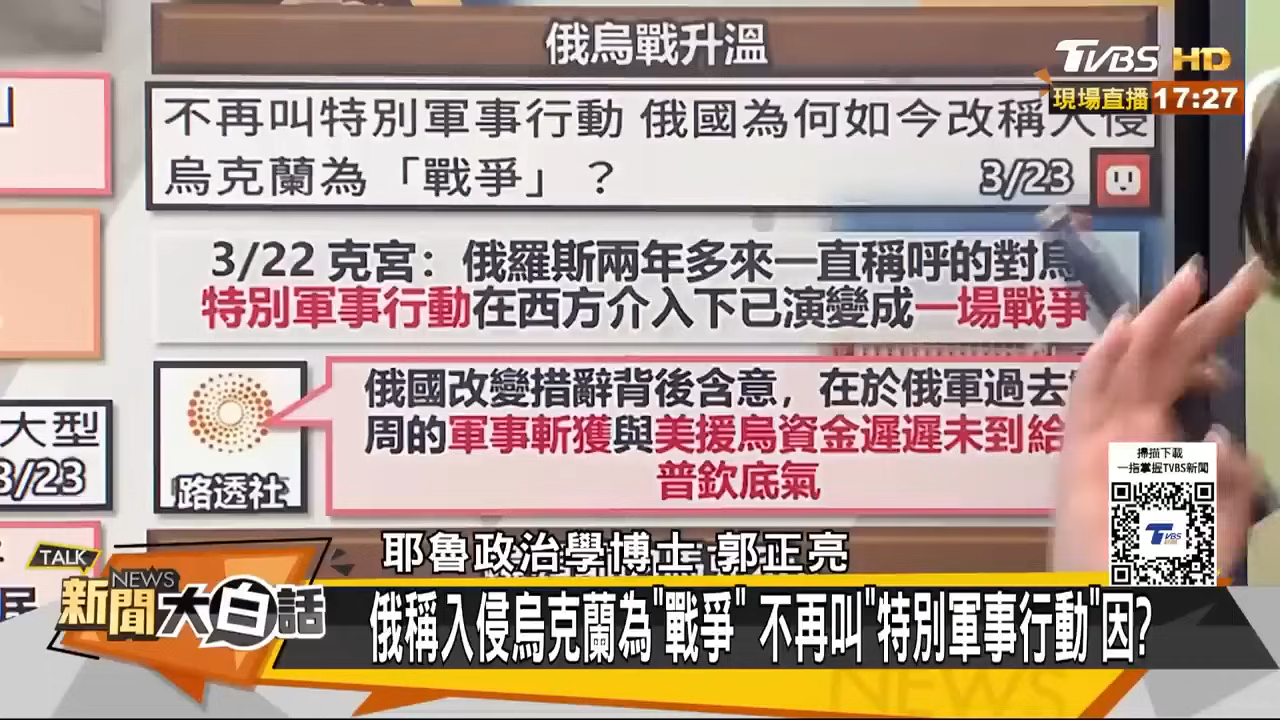 俄烏戰升溫
TVBS HD
現場直播 17:27
不再叫特別軍事行動 俄國為何如今改稱入侵
烏克蘭為「戰爭」?
3/23
3/22 克宮：俄羅斯兩年多來一直稱呼的對烏
特別軍事行動在西方介入下已演變成一場戰爭
俄國改變措辭背後含意，在於俄軍過去
周的軍事斬獲與美援烏資金遲遲未到給
普欽底氣
路透社
」
大型
3/23
民
掃描下載
一指掌握TVBS新聞
TVBS
耶魯政治學博士 郭正亮
TALK
NEWS
新聞大白話
俄稱入侵烏克蘭為"戰爭" 不再叫"特別軍事行動"因?
NEWS